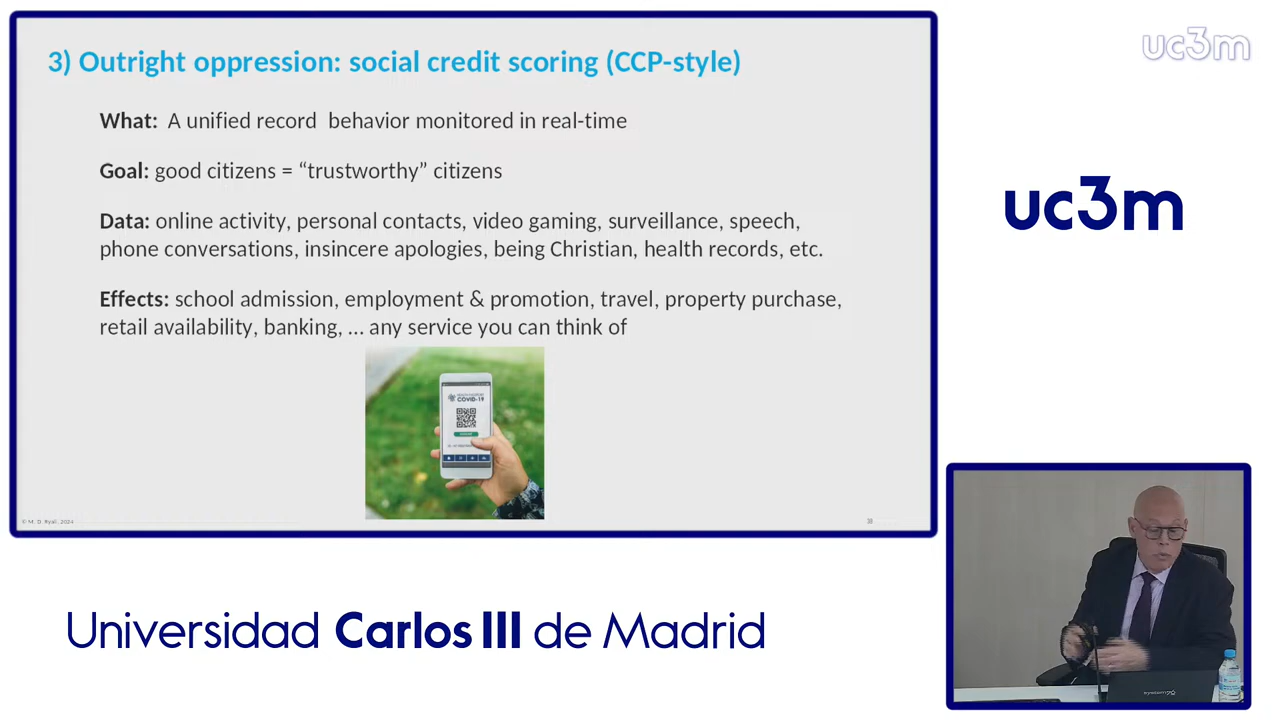 3) Outright oppression: social credit scoring (CCP-style)
What: A unified record behavior monitored in real-time
Goal: good citizens = “trustworthy” citizens
Data: online activity, personal contacts, video gaming, surveillance, speech,
phone conversations, insincere apologies, being Christian, health records, etc.
Effects: school admission, employment & promotion, travel, property purchase,
retail availability, banking, ... any service you can think of
COVID-19
uc3m
uc3m
Universidad Carlos III de Madrid